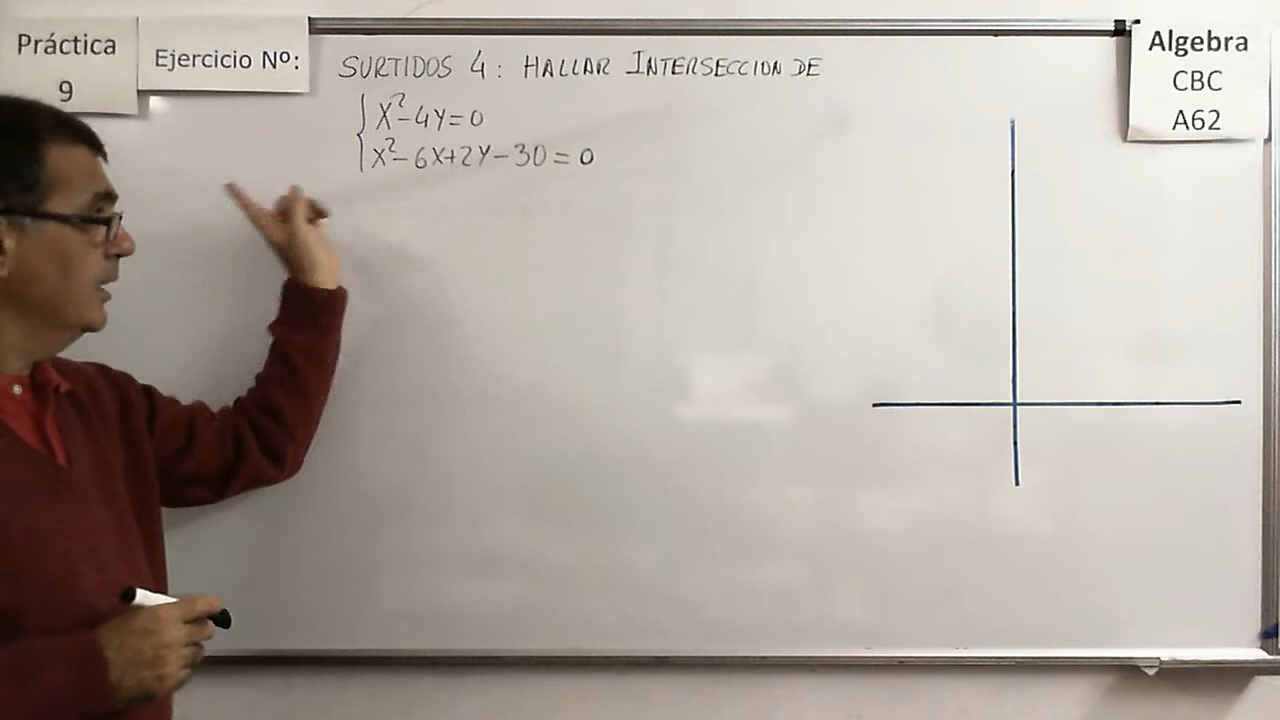 Práctica
9
Ejercicio Nº:
SURTIDOS 4: HALLAR INTERSECCION DE
X²-4Y=0
X²-6X+2Y-30=0
Algebra
CBC
A62